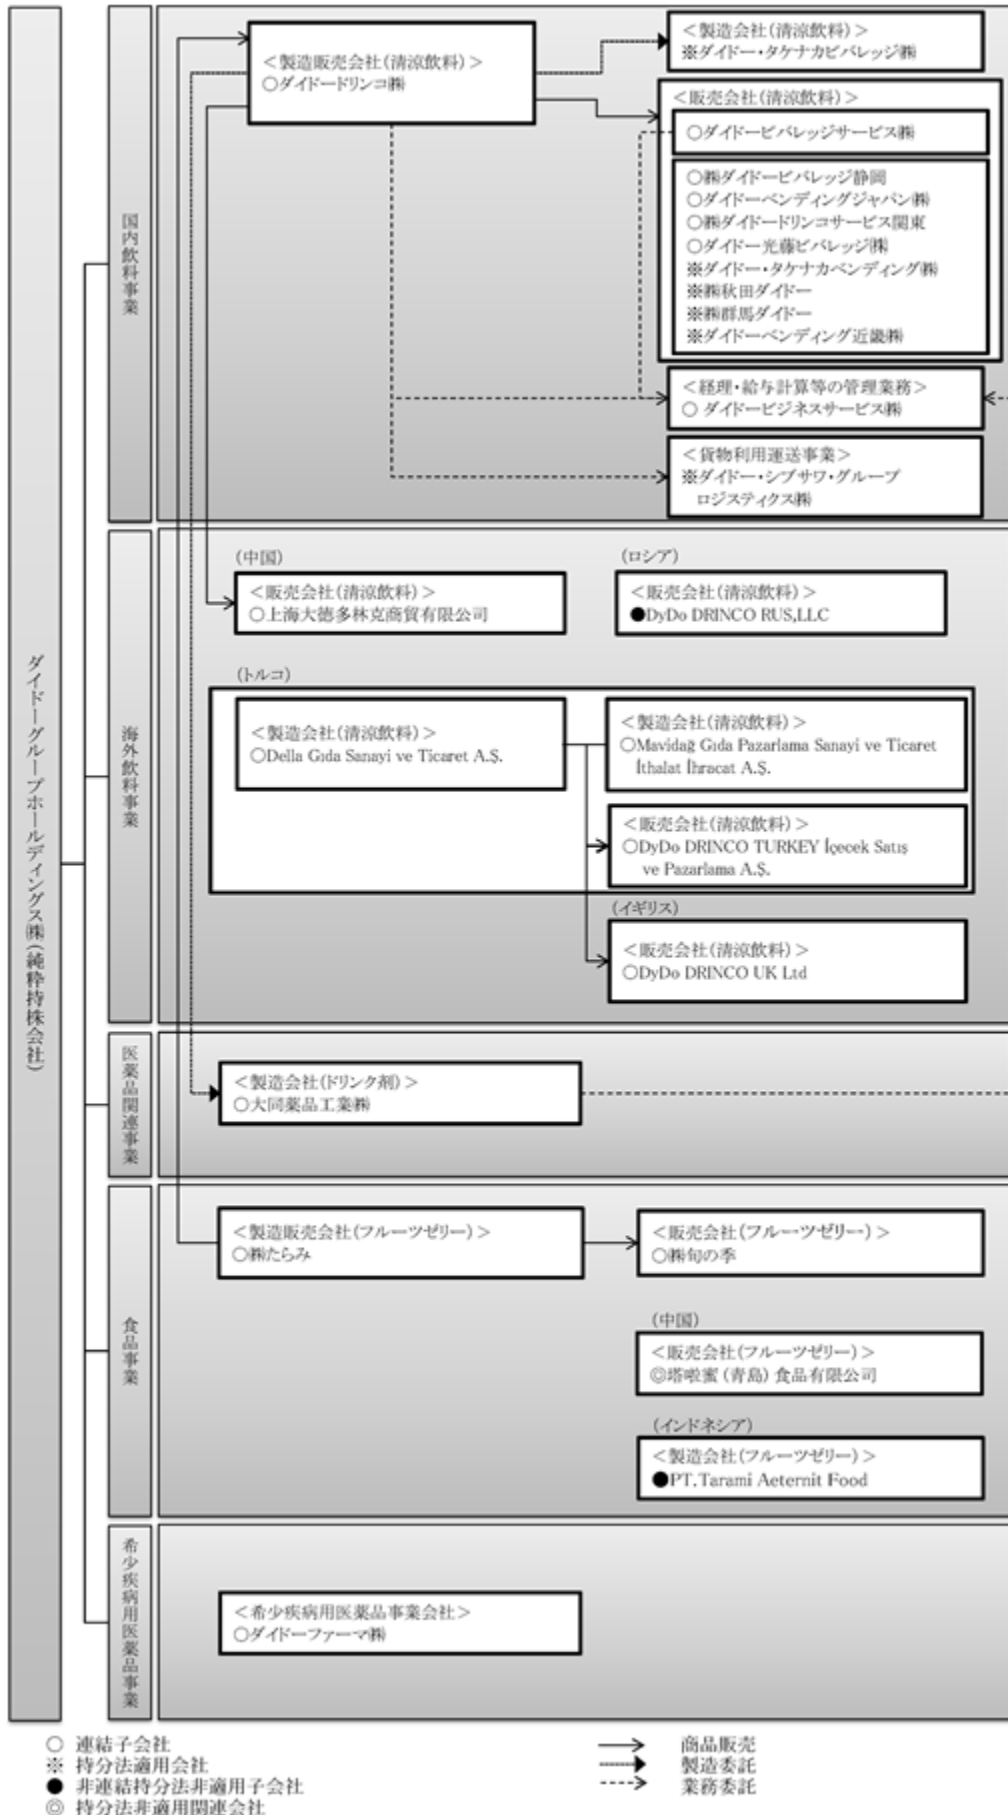 ダイドーグループホールディングス㈱(純粋持株会社)
国内飲料事業
<製造販売会社(清涼飲料)>
○ダイドードリンコ㈱
<製造会社(清涼飲料)>
※ダイドー・タケナカビバレッジ㈱
<販売会社(清涼飲料)>
○ダイドービバレッジサービス㈱
○㈱ダイドービバレッジ静岡
○ダイドーベンディングジャパン㈱
○㈱ダイドードリンコサービス関東
○ダイドー光藤ビバレッジ㈱
※ダイドー・タケナカベンディング㈱
※㈱秋田ダイドー
※㈱群馬ダイドー
※ダイドーベンディング近畿㈱
<経理・給与計算等の管理業務>
○ ダイドービジネスサービス㈱
<貨物利用運送事業>
※ダイドー・シブサワ・グループ
ロジスティクス㈱
海外飲料事業
(中国)
<販売会社(清涼飲料)>
○上海大徳多林克商貿有限公司
(ロシア)
<販売会社(清涼飲料)>
●DyDo DRINCO RUS,LLC
(トルコ)
<製造会社(清涼飲料)>
○Della Gıda Sanayi ve Ticaret A.Ş.
<製造会社(清涼飲料)>
○Mavidağ Gıda Pazarlama Sanayi ve Ticaret
İthalat İhracat A.Ş.
<販売会社(清涼飲料)>
○DyDo DRINCO TURKEY İçecek Satış
ve Pazarlama A.Ş.
(イギリス)
<販売会社(清涼飲料)>
○DyDo DRINCO UK Ltd
医薬品関連事業
<製造会社(ドリンク剤)>
○大同薬品工業㈱
食品事業
<製造販売会社(フルーツゼリー)>
○㈱たらみ
<販売会社(フルーツゼリー)>
○㈱旬の季
(中国)
<販売会社(フルーツゼリー)>
◎塔啦蜜(青島)食品有限公司
(インドネシア)
<製造会社(フルーツゼリー)>
●PT.Tarami Aeternit Food
希少疾病用医薬品事業
<希少疾病用医薬品事業会社>
○ダイドーファーマ㈱
○ 連結子会社
※ 持分法適用会社
● 非連結持分法非適用子会社
◎ 持分法非適用関連会社
商品販売
製造委託
業務委託